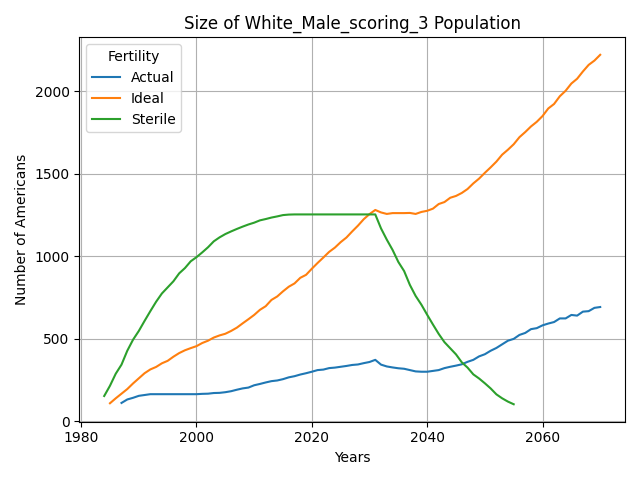 Size of White_Male_scoring_3 Population
Fertility
Actual
Ideal
Sterile
Number of Americans
2000
1500
1000
500
0
1980 2000 2020 2040 2060
Years